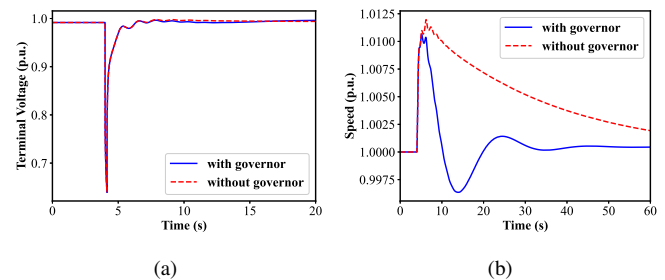 1.0
0.9
0.8
0.7
Terminal Voltage (p.u.)
with governor
without governor
0 5 10 15 20
Time (s)
(a)
1.0125
1.0100
1.0075
1.0050
1.0025
1.0000
0.9975
Speed (p.u.)
with governor
without governor
0 10 20 30 40 50 60
Time (s)
(b)